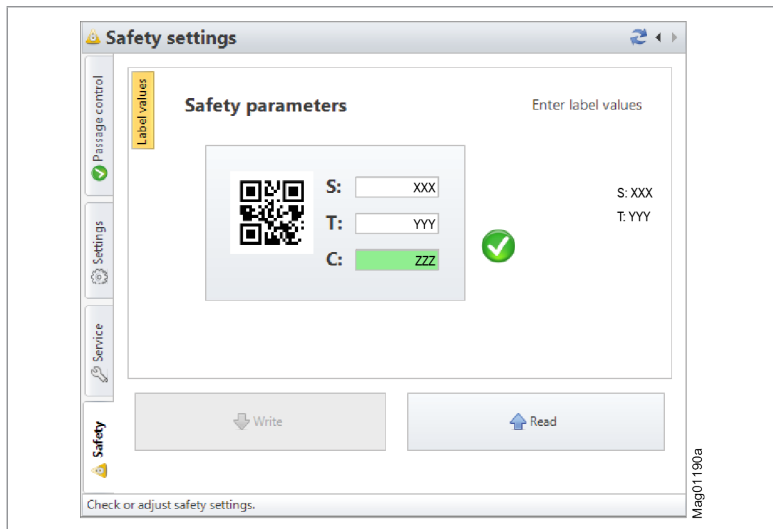 Safety settings
Passage control
Settings
Service
Safety
Label values
Safety parameters
Enter label values
S: XXX
T: YYY
C: ZZZ
S: XXX
T: YYY
Write
Read
Check or adjust safety settings.
Mag01190a